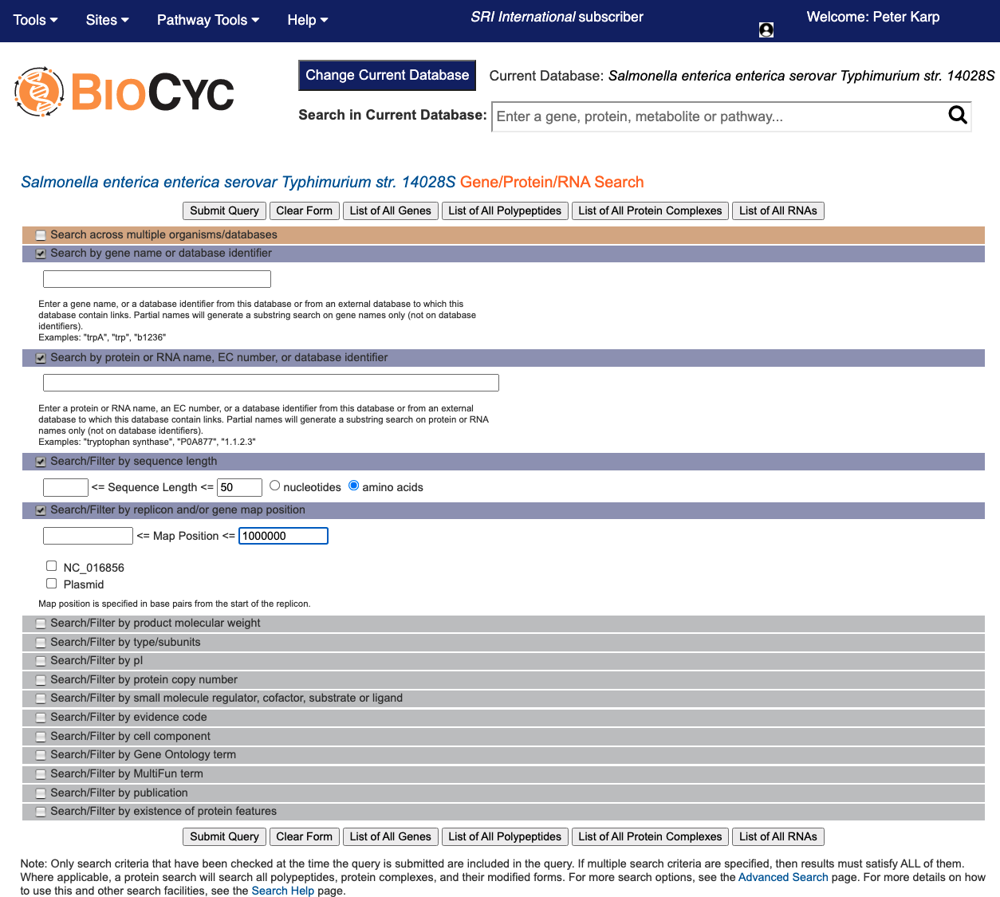 Tools Sites Pathway Tools Help SRI International subscriber Welcome: Peter Karp
BioCyc
Change Current Database Current Database: Salmonella enterica enterica serovar Typhimurium str. 14028S
Search in Current Database: Enter a gene, protein, metabolite or pathway...
Salmonella enterica enterica serovar Typhimurium str. 14028S Gene/Protein/RNA Search
Submit Query Clear Form List of All Genes List of All Polypeptides List of All Protein Complexes List of All RNAs
Search across multiple organisms/databases
Search by gene name or database identifier
Enter a gene name, or a database identifier from this database or from an external database to which this
database contain links. Partial names will generate a substring search on gene names only (not on database
identifiers).
Examples: "trpA", "trp", "b1236"
Search by protein or RNA name, EC number, or database identifier
Enter a protein or RNA name, an EC number, or a database identifier from this database or from an external
database to which this database contain links. Partial names will generate a substring search on protein or RNA
names only (not on database identifiers).
Examples: "tryptophan synthase", "P0A877", "1.1.2.3"
Search/Filter by sequence length
<= Sequence Length <= 50 nucleotides amino acids
Search/Filter by replicon and/or gene map position
<= Map Position <= 1000000
NC_016856
Plasmid
Map position is specified in base pairs from the start of the replicon.
Search/Filter by product molecular weight
Search/Filter by type/subunits
Search/Filter by pI
Search/Filter by protein copy number
Search/Filter by small molecule regulator, cofactor, substrate or ligand
Search/Filter by evidence code
Search/Filter by cell component
Search/Filter by Gene Ontology term
Search/Filter by MultiFun term
Search/Filter by publication
Search/Filter by existence of protein features
Submit Query Clear Form List of All Genes List of All Polypeptides List of All Protein Complexes List of All RNAs
Note: Only search criteria that have been checked at the time the query is submitted are included in the query. If multiple search criteria are specified, then results must satisfy ALL of them.
Where applicable, a protein search will search all polypeptides, protein complexes, and their modified forms. For more search options, see the Advanced Search page. For more details on how
to use this and other search facilities, see the Search Help page.